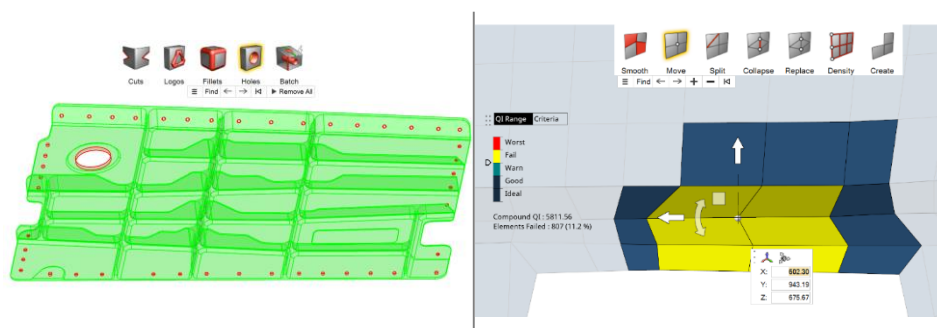 Cuts Logos Fillets Holes Batch
Find Remove All
Smooth Move Split Collapse Replace Density Create
Find
QI Range Criteria
Worst
D Fail
Warn
Good
Ideal
Compound QI : 5811.56
Elements Failed : 807 (11.2 %)
X: 602.30
Y: 943.19
Z: 675.67